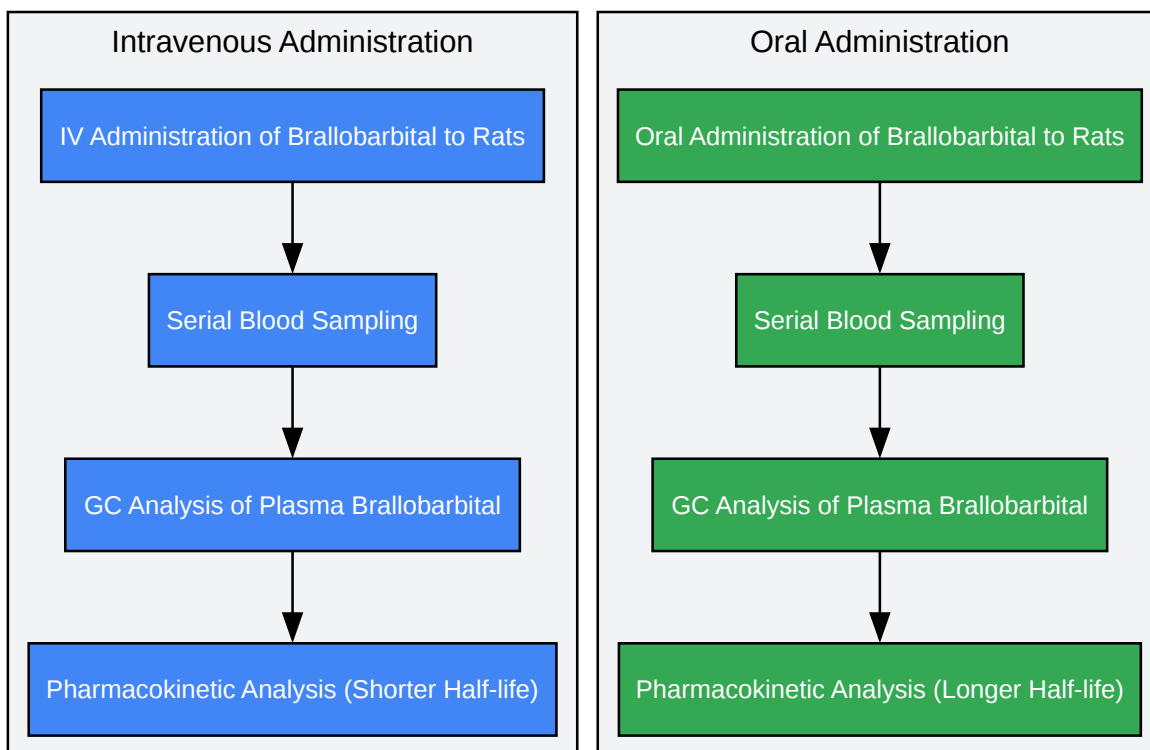 Intravenous Administration
IV Administration of Brallobarbital to Rats
Serial Blood Sampling
GC Analysis of Plasma Brallobarbital
Pharmacokinetic Analysis (Shorter Half-life)
Oral Administration
Oral Administration of Brallobarbital to Rats
Serial Blood Sampling
GC Analysis of Plasma Brallobarbital
Pharmacokinetic Analysis (Longer Half-life)